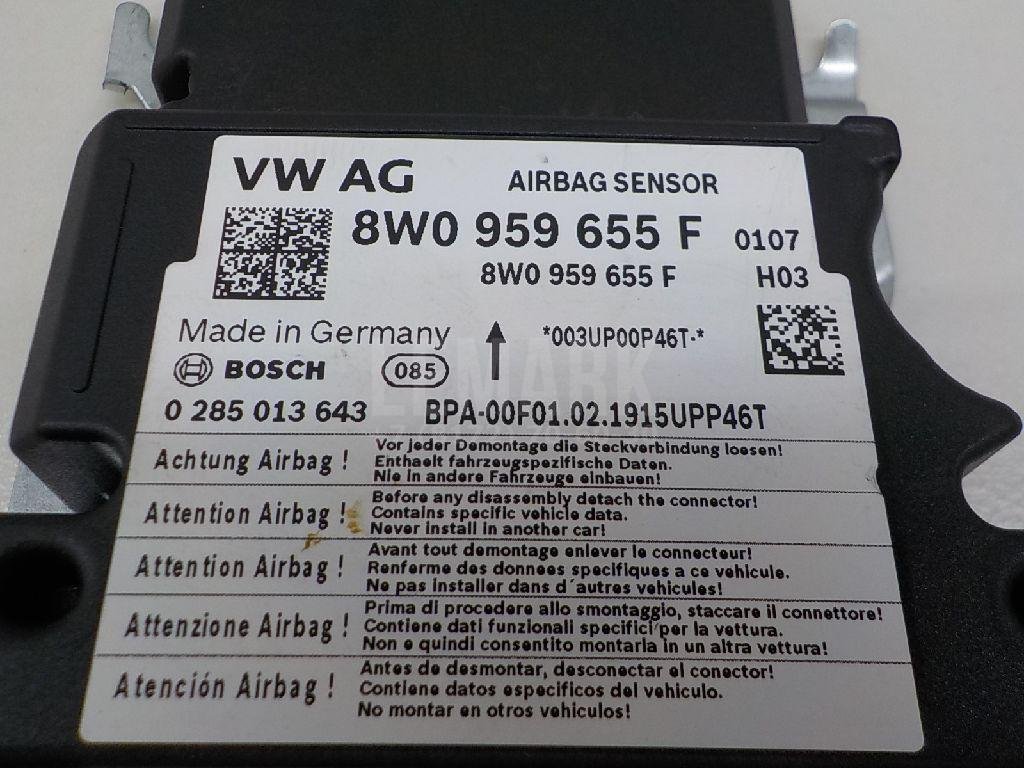 VW AG AIRBAG SENSOR
8W0 959 655 F 0107
8W0 959 655 F H03
Made in Germany *003UP00P46T-*
BOSCH 085
0 285 013 643 BPA-00F01.02.1915UPP46T
Achtung Airbag !
Vor jeder Demontage die Steckverbindung loesen!
Enthaelt fahrzeugspezifische Daten.
Nie in andere Fahrzeuge einbauen!
Attention Airbag !
Before any disassembly detach the connector!
Contains specific vehicle data.
Never install in another car!
Attention Airbag !
Avant tout demontage enlever le connecteur!
Renferme des donnees specifiques a ce vehicule.
Ne pas installer dans d´autres vehicules!
Attenzione Airbag !
Prima di procedere allo smontaggio, staccare il connettore!
Contiene dati funzionali specifici per la vettura.
Non e quindi consentito montarla in un altra vettura!
Atención Airbag !
Antes de desmontar, desconectar el conector!
Contiene datos especificos del vehiculo.
No montar en otros vehiculos!